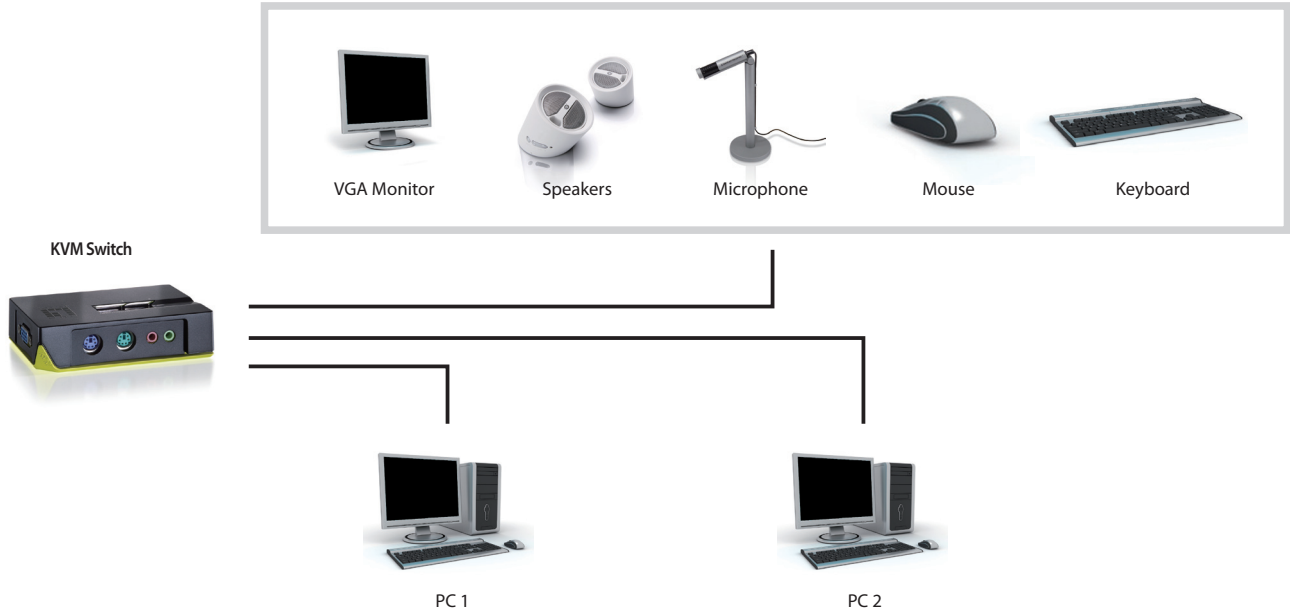 VGA Monitor
Speakers
Microphone
Mouse
Keyboard
KVM Switch
PC 1
PC 2